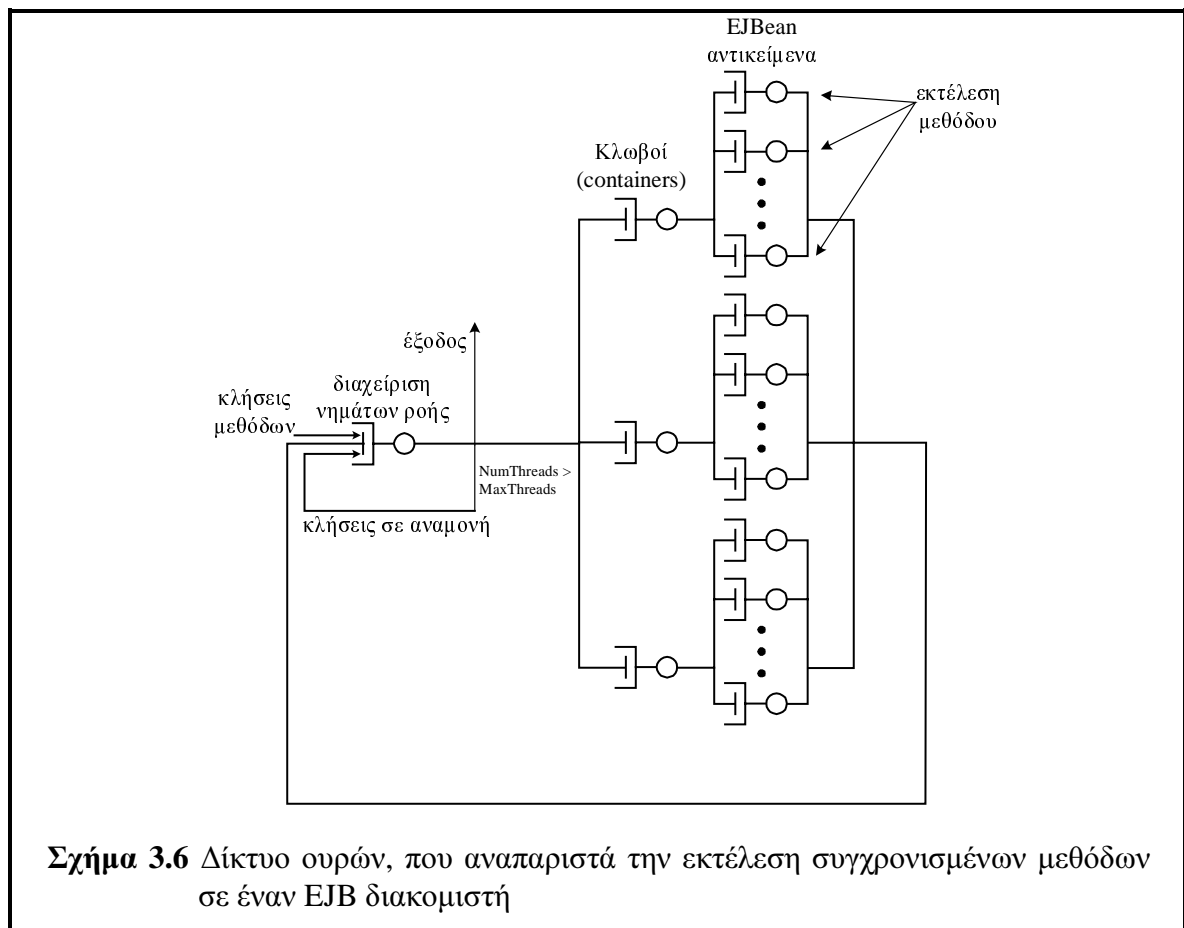 EJBean
αντικείμενα
εκτέλεση
μεθόδου
Κλωβοί
(containers)
έξοδος
διαχείριση
νημάτων ροής
κλήσεις
μεθόδων
NumThreads >
MaxThreads
κλήσεις σε αναμονή
Σχήμα 3.6 Δίκτυο ουρών, που αναπαριστά την εκτέλεση συγχρονισμένων μεθόδων
σε έναν EJB διακομιστή